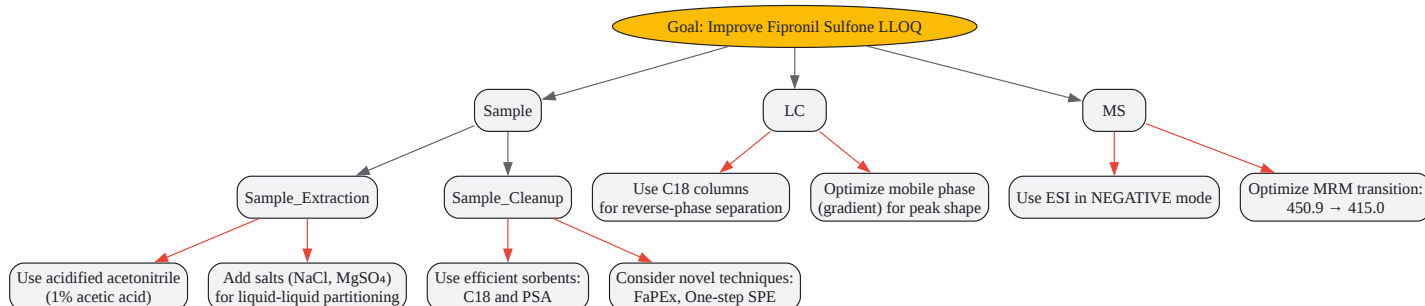 Goal: Improve Fipronil Sulfone LLOQ
Sample
LC
MS
Sample_Extraction
Sample_Cleanup
Use C18 columns
for reverse-phase separation
Optimize mobile phase
(gradient) for peak shape
Use ESI in NEGATIVE mode
Optimize MRM transition:
450.9 → 415.0
Use acidified acetonitrile
(1% acetic acid)
Add salts (NaCl, MgSO₄)
for liquid-liquid partitioning
Use efficient sorbents:
C18 and PSA
Consider novel techniques:
FaPEx, One-step SPE